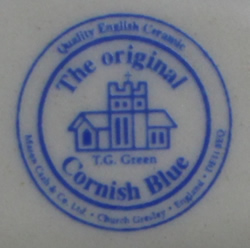 Quality English Ceramic
The original
T.G. Green
Cornish Blue
Mason Cash & Co. Ltd. • Church Gresley • England • DE11 8EQ